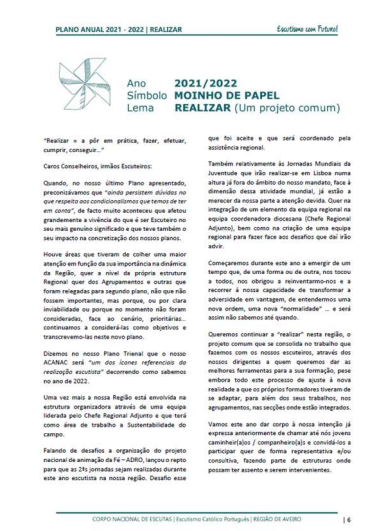 PLANO ANUAL 2021 - 2022 | REALIZAR
Escutismo com Futuro!
Ano 2021/2022
Símbolo MOINHO DE PAPEL
Lema REALIZAR (Um projeto comum)
"Realizar = a pôr em prática, fazer, efetuar,
cumprir, conseguir..."
Caros Conselheiros, irmãos Escuteiros:
Quando, no nosso último Plano apresentado,
preconizávamos que "ainda persistem dúvidas no
que respeita aos condicionalismos que temos de ter
em conta", de facto muito aconteceu que afetou
grandemente a vivência do que é ser Escuteiro no
seu mais genuíno significado e que teve também o
seu impacto na concretização dos nossos planos.
Houve áreas que tiveram de colher uma maior
atenção em função da sua importância na dinâmica
da Região, quer a nível da própria estrutura
Regional quer dos Agrupamentos e outras que
foram relegadas para segundo plano, não que não
fossem importantes, mas porque, ou por clara
inviabilidade ou porque no momento não foram
consideradas, face ao cenário, prioritárias...
continuamos a considerá-las como objetivos e
transcrevemo-las neste novo plano.
Dizemos no nosso Plano Trienal que o nosso
ACANAC será "um dos ícones referenciais da
realização escutista" decorrendo como sabemos
no ano de 2022.
Uma vez mais a nossa Região está envolvida na
estrutura organizadora através de uma equipa
liderada pelo Chefe Regional Adjunto e que terá
como área de trabalho a Sustentabilidade do
campo.
Falando de desafios a organização do projeto
nacional da animação da Fé – ADRO, lançou o repto
para que as 2ªs jornadas sejam realizadas durante
este ano escutista na nossa região. Desafio esse
que foi aceite e que será coordenado pela
assistência regional.
Também relativamente às Jornadas Mundiais da
Juventude que irão realizar-se em Lisboa numa
altura já fora do âmbito do nosso mandato, face à
dimensão dessa atividade mundial, já estão a
merecer da nossa parte a atenção devida. Quer na
integração de um elemento da equipa regional na
equipa coordenadora diocesana (Chefe Regional
Adjunto), bem como na criação de uma equipa
regional para fazer face aos desafios que daí irão
advir.
Começaremos durante este ano a emergir de um
tempo que, de uma forma ou de outra, nos tocou
a todos, nos obrigou a reinventarmo-nos e a
recorrer à nossa capacidade de transformar a
adversidade em vantagem, de entendermos uma
nova ordem, uma nova "normalidade" ... e será
assim não sabemos até quando.
Queremos continuar a "realizar" nesta região, o
projeto comum que se consolida no trabalho que
fazemos com os nossos escuteiros, através dos
nossos dirigentes a quem queremos dar as
melhores ferramentas para a sua formação, pese
embora todo este processo de ajuste à nova
realidade a que os próprios formadores tiveram de
se adaptar, para além dos seus trabalhos, nos
agrupamentos, nas secções onde estão integrados.
Vamos este ano dar corpo à nossa intenção já
expressa anteriormente de chamar até nós jovens
caminheir(a)os / companheiro(a)s e convidá-los a
participar quer de forma representativa e/ou
consultiva, fazendo parte de estruturas onde
possam ter assento e serem intervenientes.
CORPO NACIONAL DE ESCUTAS | Escutismo Católico Português | REGIÃO DE AVEIRO
| 6